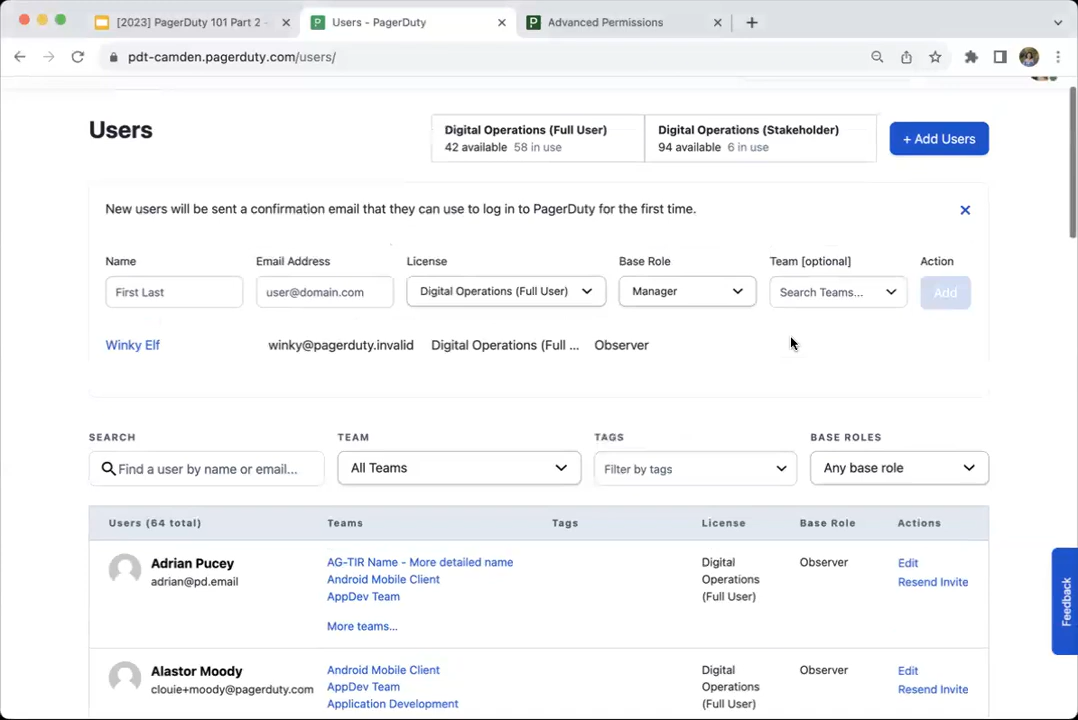 [2023] PagerDuty 101 Part 2 -
Users - PagerDuty
Advanced Permissions
pdt-camden.pagerduty.com/users/
Users
Digital Operations (Full User)
42 available 58 in use
Digital Operations (Stakeholder)
94 available 6 in use
+ Add Users
New users will be sent a confirmation email that they can use to log in to PagerDuty for the first time.
Name Email Address License Base Role Team [optional] Action
First Last user@domain.com Digital Operations (Full User) Manager Search Teams... Add
Winky Elf winky@pagerduty.invalid Digital Operations (Full ... Observer
SEARCH TEAM TAGS BASE ROLES
Find a user by name or email... All Teams Filter by tags Any base role
Users (64 total) Teams Tags License Base Role Actions
Adrian Pucey
adrian@pd.email
AG-TIR Name - More detailed name
Android Mobile Client
AppDev Team
More teams...
Digital
Operations
(Full User)
Observer
Edit
Resend Invite
Alastor Moody
clouie+moody@pagerduty.com
Android Mobile Client
AppDev Team
Application Development
Digital
Operations
(Full User)
Observer
Edit
Resend Invite
Feedback